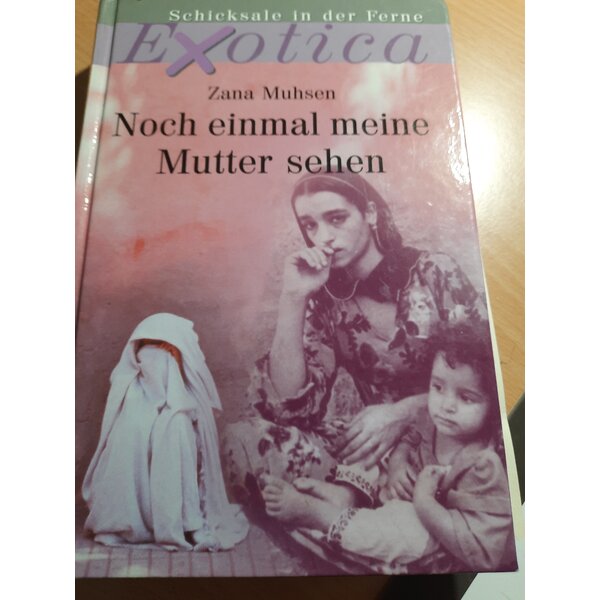 Schicksale in der Ferne
Exotica
Zana Muhsen
Noch einmal meine
Mutter sehen